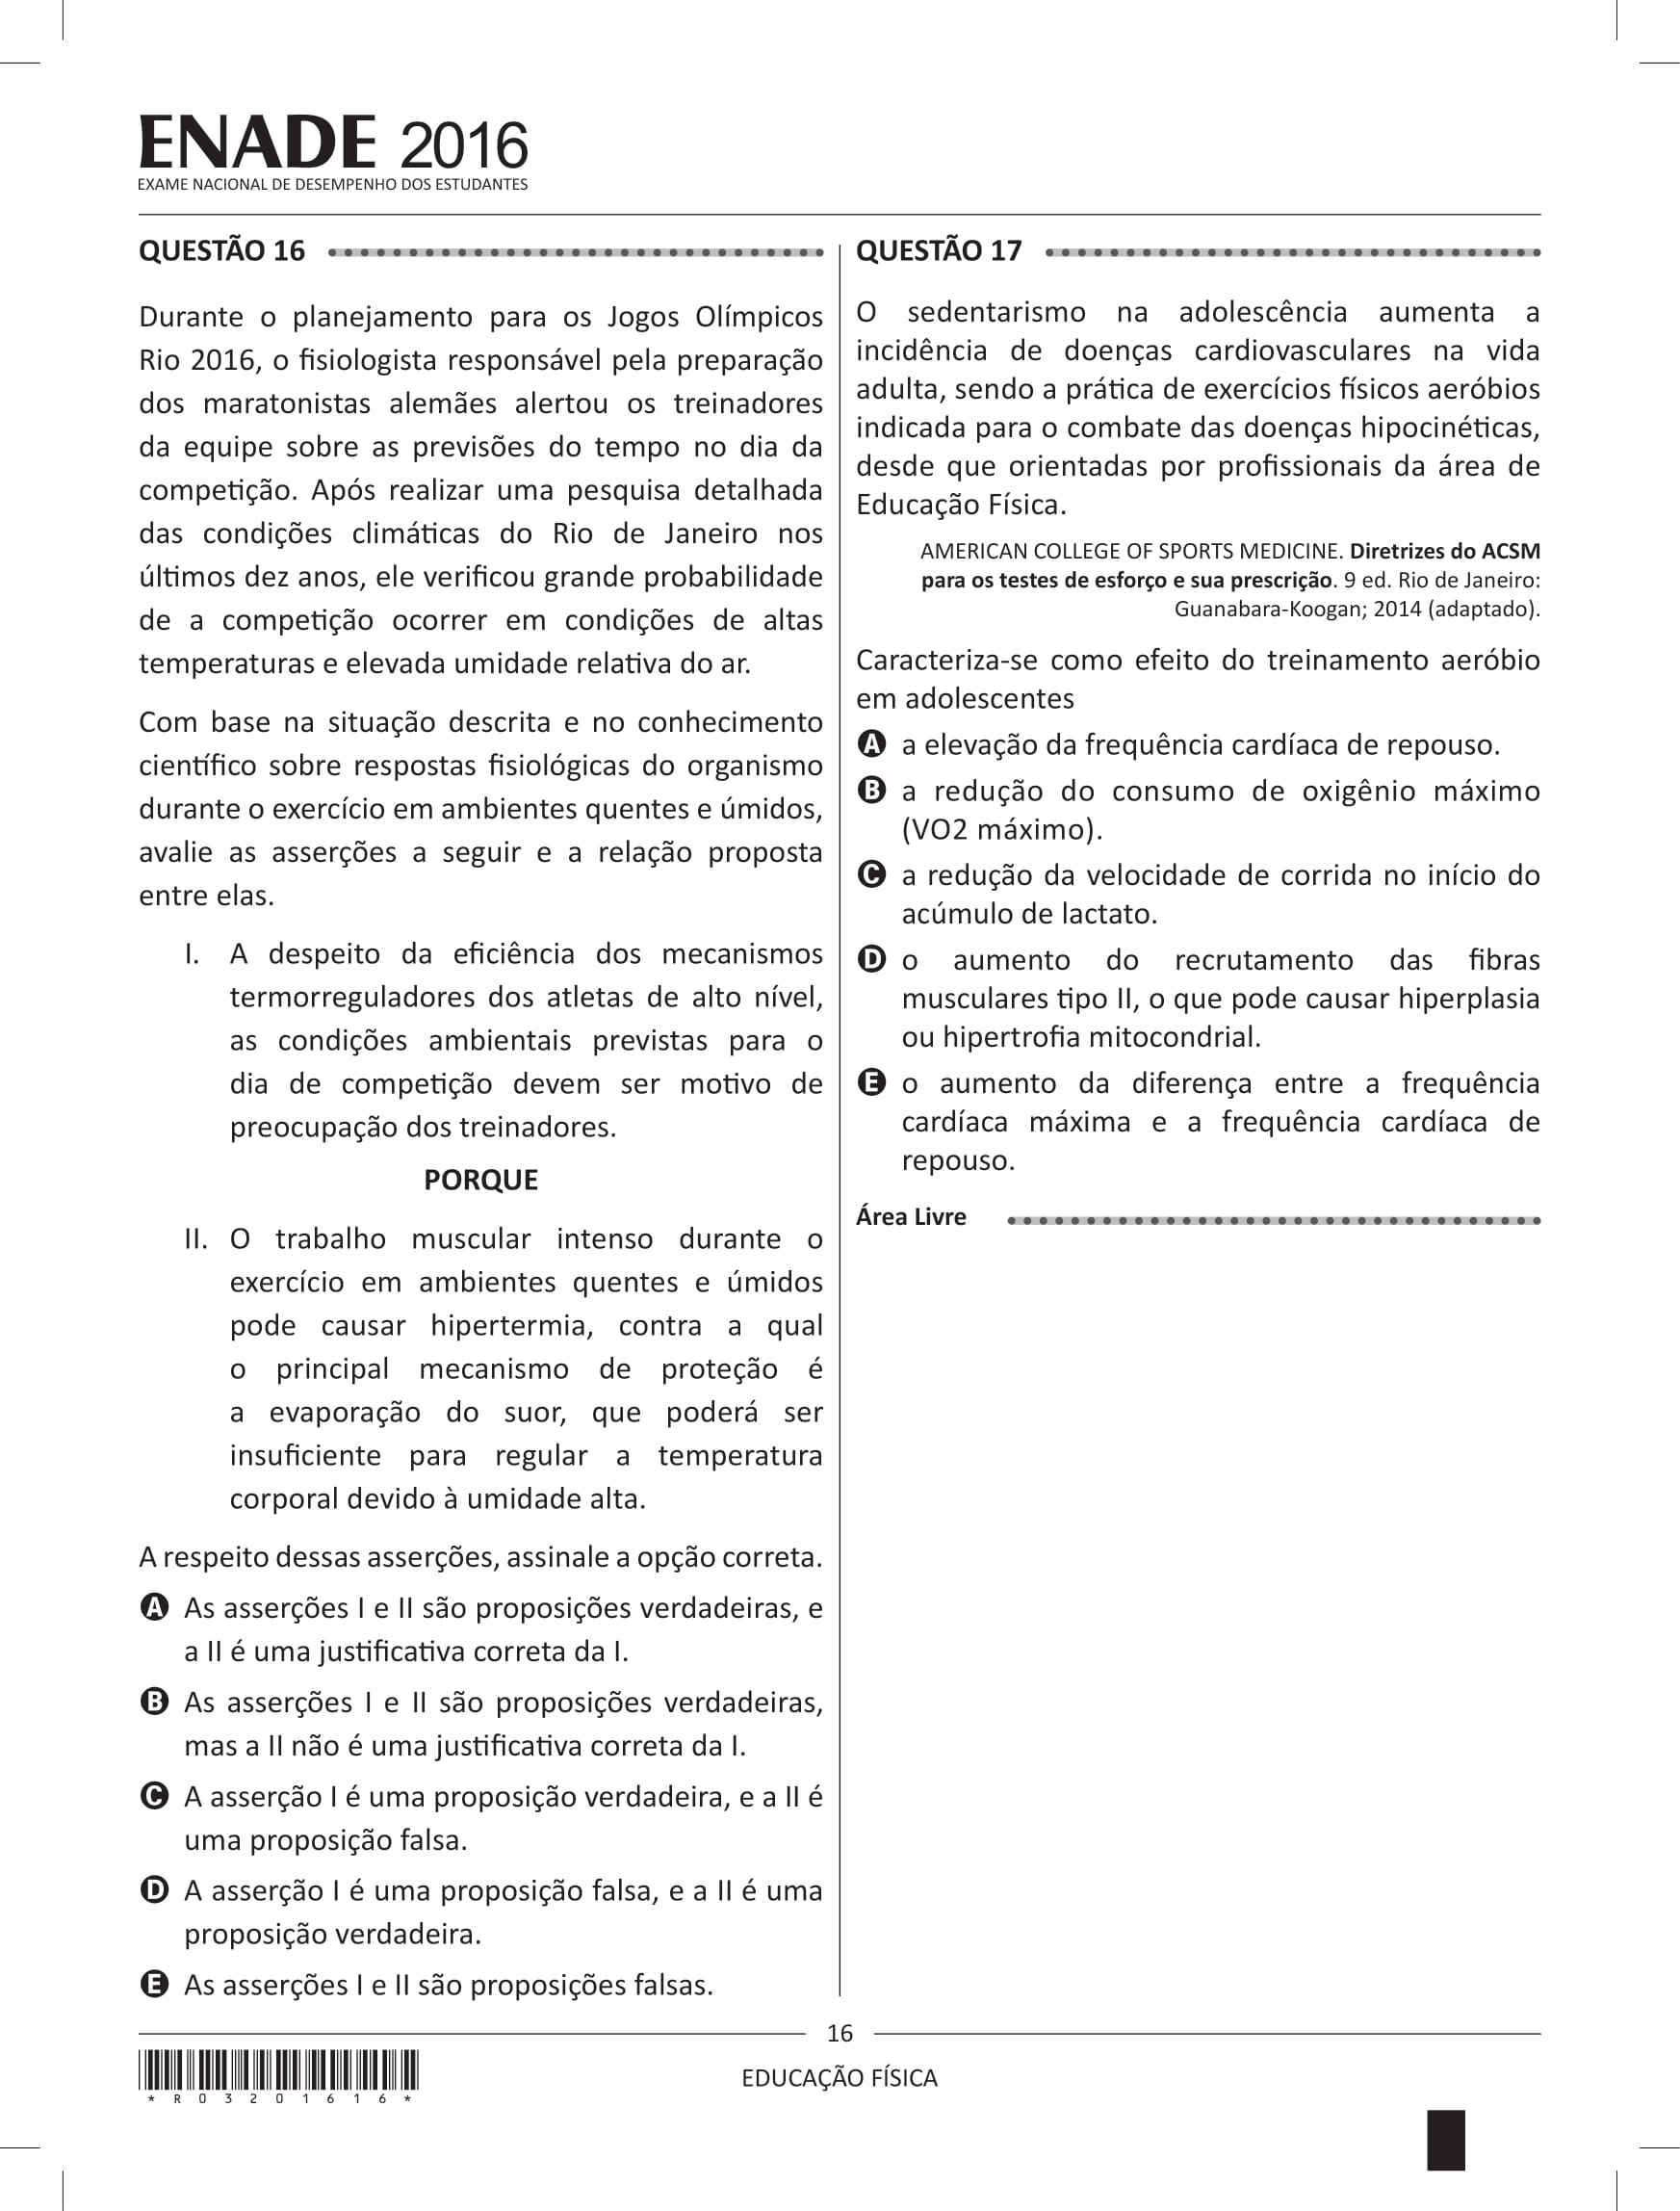 ENADE 2016
EXAME NACIONAL DE DESEMPENHO DOS ESTUDANTES
QUESTÃO 16
Durante o planejamento para os Jogos Olímpicos
Rio 2016, o fisiologista responsável pela preparação
dos maratonistas alemães alertou os treinadores
da equipe sobre as previsões do tempo no dia da
competição. Após realizar uma pesquisa detalhada
das condições climáticas do Rio de Janeiro nos
últimos dez anos, ele verificou grande probabilidade
de a competição ocorrer em condições de altas
temperaturas e elevada umidade relativa do ar.
Com base na situação descrita e no conhecimento
científico sobre respostas fisiológicas do organismo
durante o exercício em ambientes quentes e úmidos,
avalie as asserções a seguir e a relação proposta
entre elas.
I. A despeito da eficiência dos mecanismos
termorreguladores dos atletas de alto nível,
as condições ambientais previstas para o
dia de competição devem ser motivo de
preocupação dos treinadores.
PORQUE
II. O trabalho muscular intenso durante o
exercício em ambientes quentes e úmidos
pode causar hipertermia, contra a qual
o principal mecanismo de proteção é
a evaporação do suor, que poderá ser
insuficiente para regular a temperatura
corporal devido à umidade alta.
A respeito dessas asserções, assinale a opção correta.
A As asserções I e II são proposições verdadeiras, e
a II é uma justificativa correta da I.
B As asserções I e II são proposições verdadeiras,
mas a II não é uma justificativa correta da I.
C A asserção I é uma proposição verdadeira, e a II é
uma proposição falsa.
D A asserção I é uma proposição falsa, e a II é uma
proposição verdadeira.
E As asserções I e II são proposições falsas.
QUESTÃO 17
O sedentarismo na adolescência aumenta a
incidência de doenças cardiovasculares na vida
adulta, sendo a prática de exercícios físicos aeróbios
indicada para o combate das doenças hipocinéticas,
desde que orientadas por profissionais da área de
Educação Física.
AMERICAN COLLEGE OF SPORTS MEDICINE. Diretrizes do ACSM
para os testes de esforço e sua prescrição. 9 ed. Rio de Janeiro:
Guanabara-Koogan; 2014 (adaptado).
Caracteriza-se como efeito do treinamento aeróbio
em adolescentes
A a elevação da frequência cardíaca de repouso.
B a redução do consumo de oxigênio máximo
(VO2 máximo).
C a redução da velocidade de corrida no início do
acúmulo de lactato.
D o aumento do recrutamento das fibras
musculares tipo II, o que pode causar hiperplasia
ou hipertrofia mitocondrial.
E o aumento da diferença entre a frequência
cardíaca máxima e a frequência cardíaca de
repouso.
Área Livre
16
EDUCAÇÃO FÍSICA
* R 0 3 2 0 1 6 1 6 *